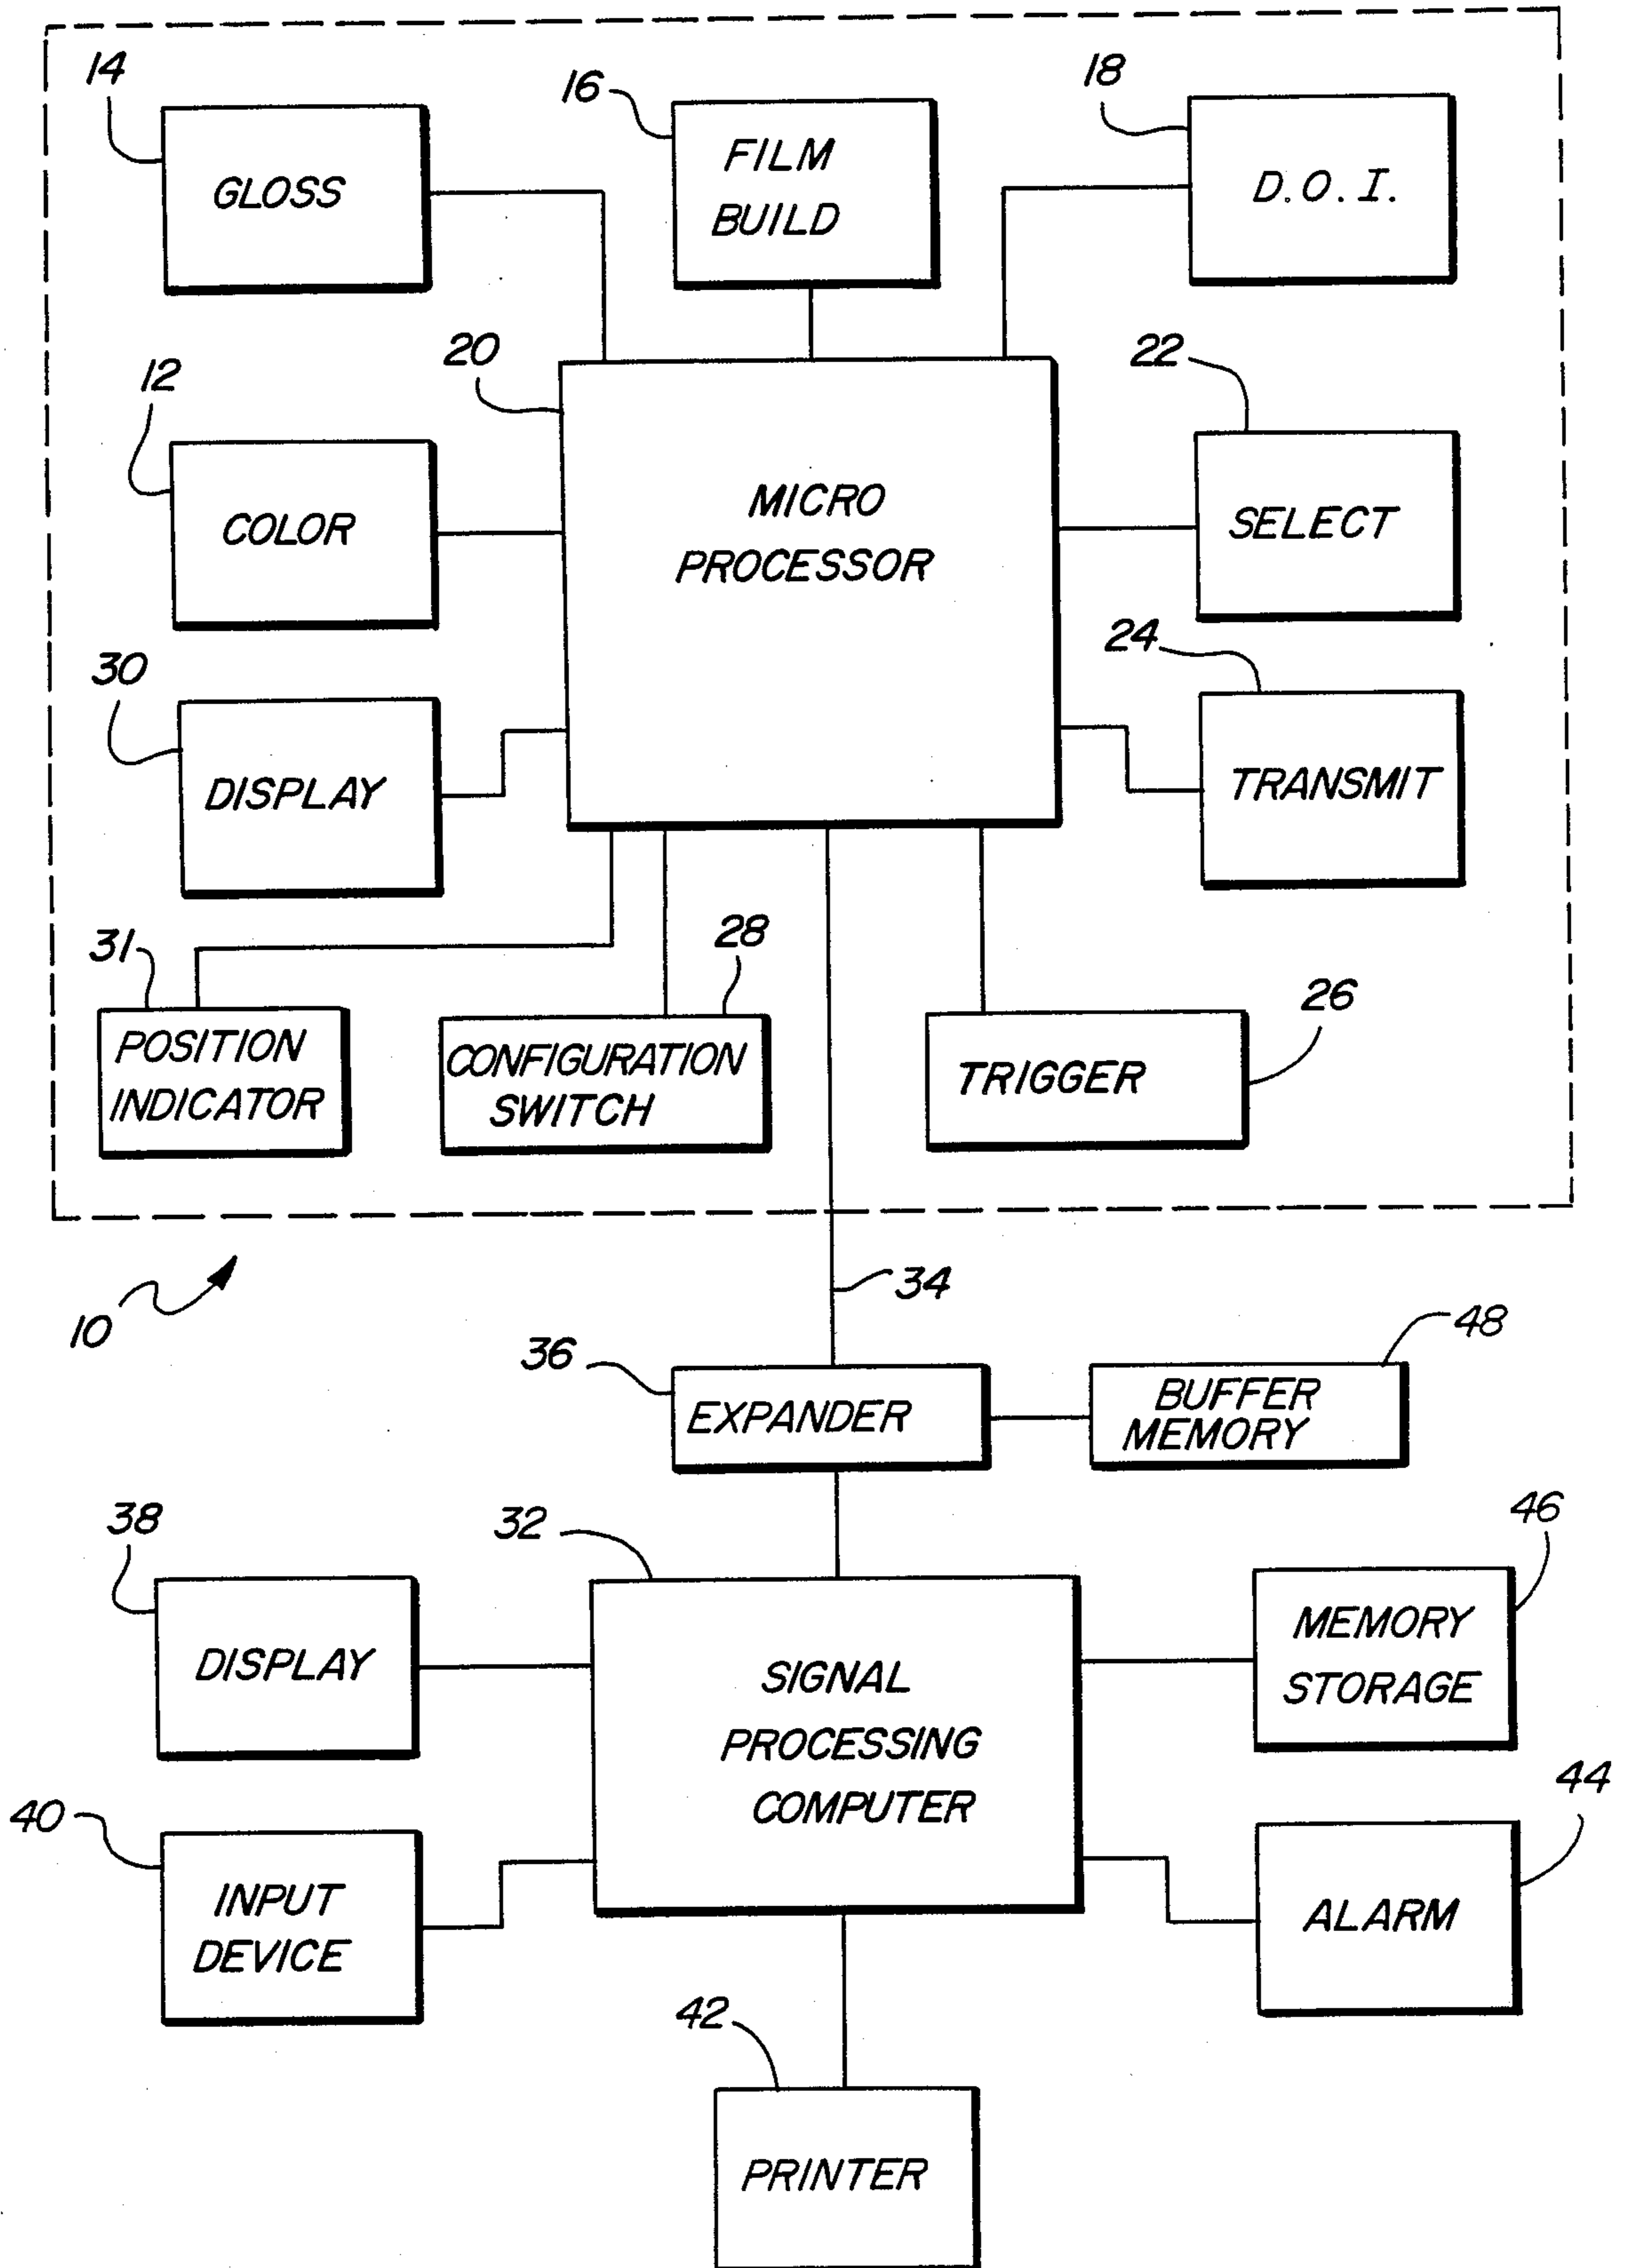 14
GLOSS
16
FILM
BUILD
18
D.O.I.
12
COLOR
20
MICRO
PROCESSOR
22
SELECT
30
DISPLAY
24
TRANSMIT
31
POSITION
INDICATOR
28
CONFIGURATION
SWITCH
TRIGGER
26
10
34
36
EXPANDER
48
BUFFER
MEMORY
38
DISPLAY
32
SIGNAL
PROCESSING
COMPUTER
46
MEMORY
STORAGE
40
INPUT
DEVICE
44
ALARM
42
PRINTER